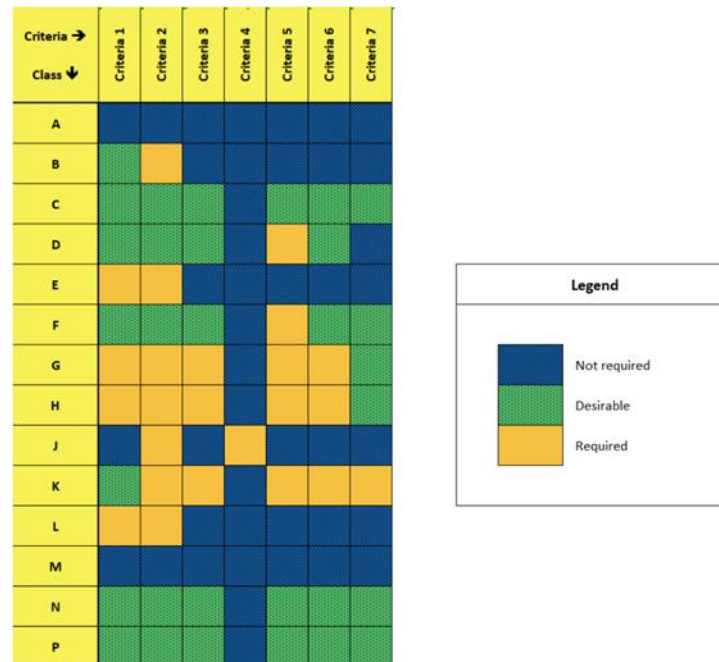 Criteria →
Class ↓
Criteria 1
Criteria 2
Criteria 3
Criteria 4
Criteria 5
Criteria 6
Criteria 7
A
B
C
D
E
F
G
H
J
K
L
M
N
P
Legend
Not required
Desirable
Required